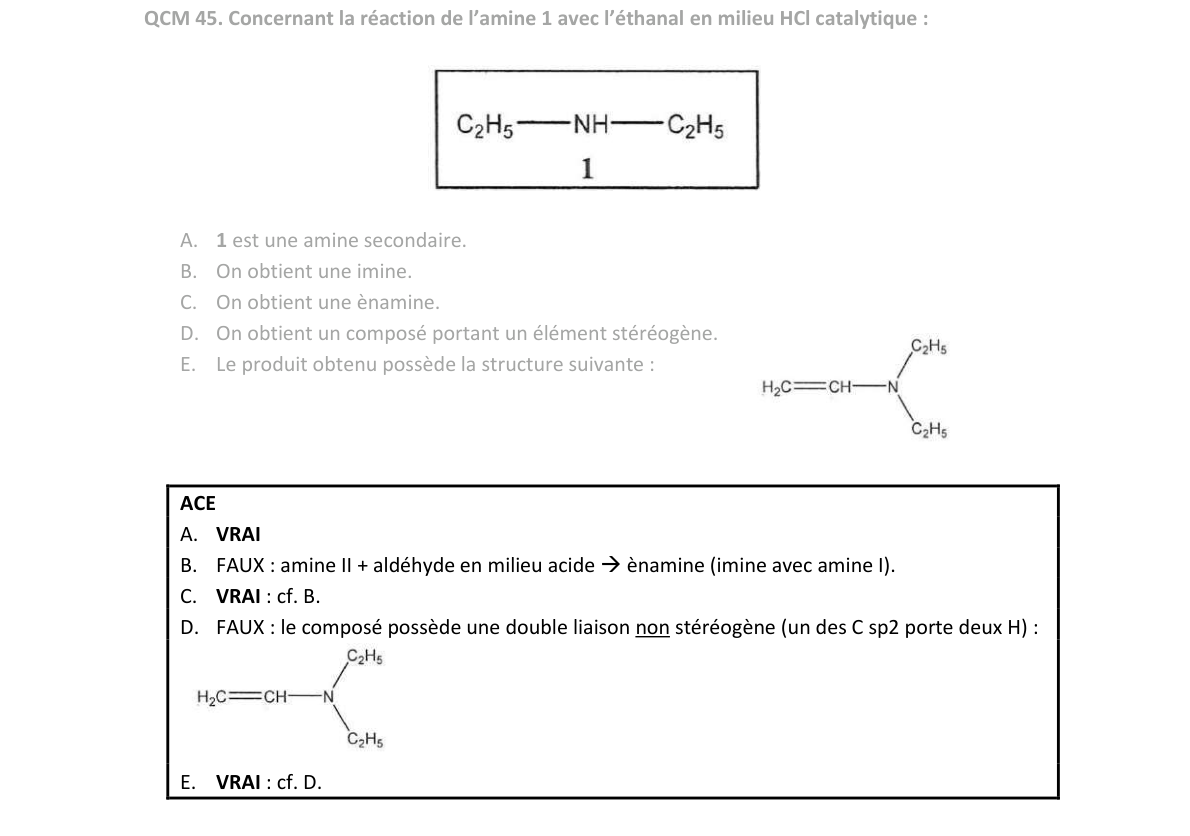 QCM 45. Concernant la réaction de l’amine 1 avec l’éthanal en milieu HCl catalytique :
C₂H₅—NH—C₂H₅
1
A. 1 est une amine secondaire.
B. On obtient une imine.
C. On obtient une ènamine.
D. On obtient un composé portant un élément stéréogène.
E. Le produit obtenu possède la structure suivante :
C₂H₅
H₂C=CH—N
C₂H₅
ACE
A. VRAI
B. FAUX : amine II + aldéhyde en milieu acide → ènamine (imine avec amine I).
C. VRAI : cf. B.
D. FAUX : le composé possède une double liaison non stéréogène (un des C sp2 porte deux H) :
C₂H₅
H₂C=CH—N
C₂H₅
E. VRAI : cf. D.